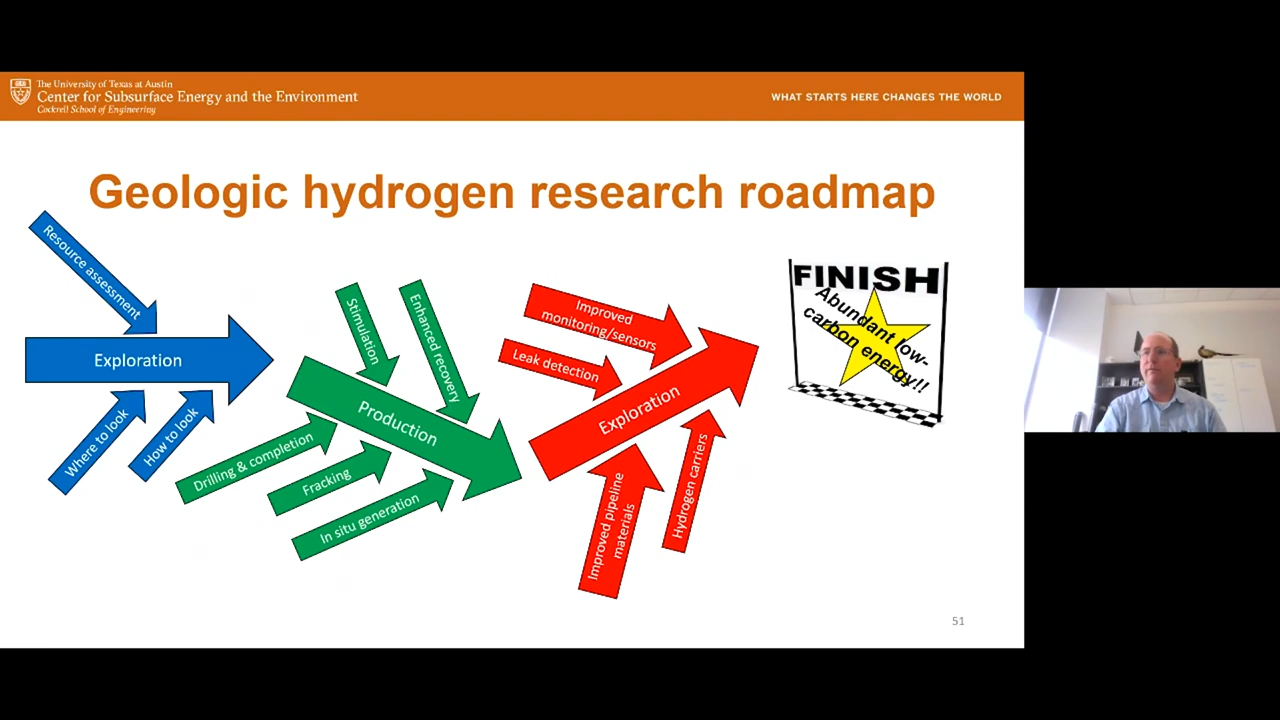 The University of Texas at Austin
Center for Subsurface Energy and the Environment
Cockrell School of Engineering
WHAT STARTS HERE CHANGES THE WORLD
Geologic hydrogen research roadmap
Resource assessment
Exploration
Where to look
How to look
Stimulation
Enhanced recovery
Production
Drilling & completion
Fracking
In situ generation
Improved
monitoring/sensors
Leak detection
Exploration
Improved pipeline
materials
Hydrogen carriers
FINISH
Abundant low-
carbon energy!!
51